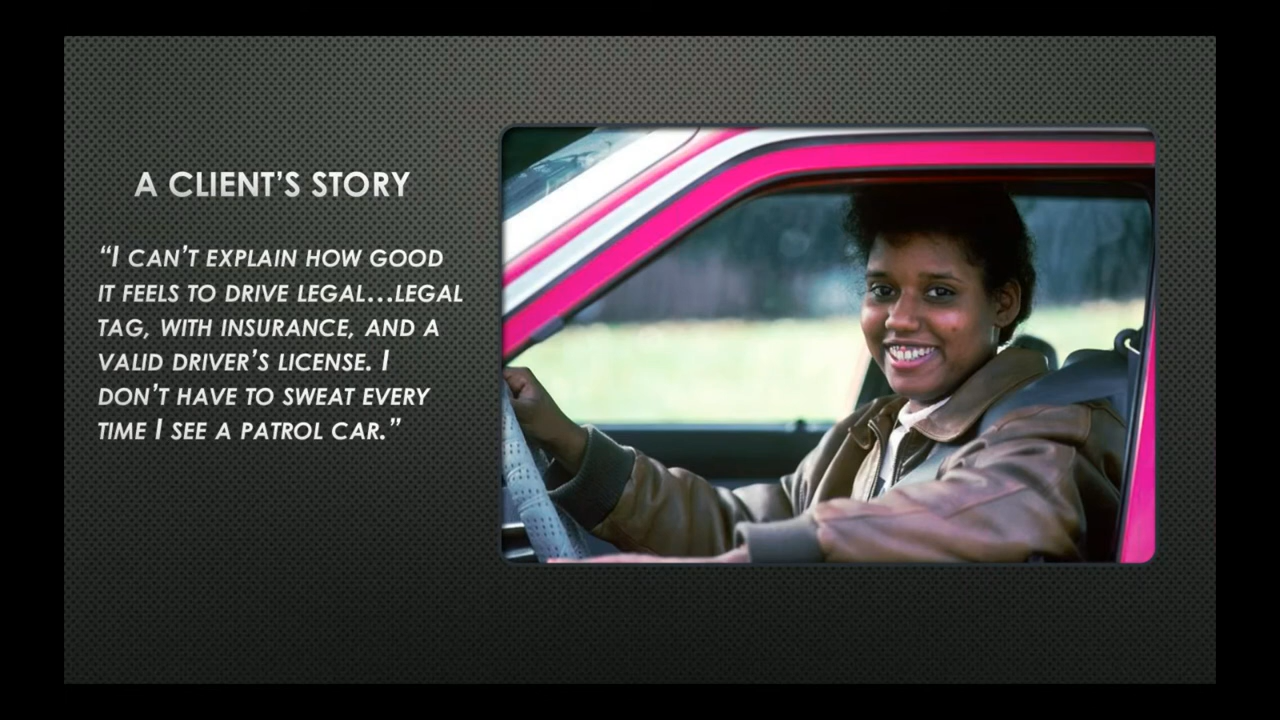 A CLIENT'S STORY
“I CAN'T EXPLAIN HOW GOOD
IT FEELS TO DRIVE LEGAL...LEGAL
TAG, WITH INSURANCE, AND A
VALID DRIVER'S LICENSE. I
DON'T HAVE TO SWEAT EVERY
TIME I SEE A PATROL CAR.”